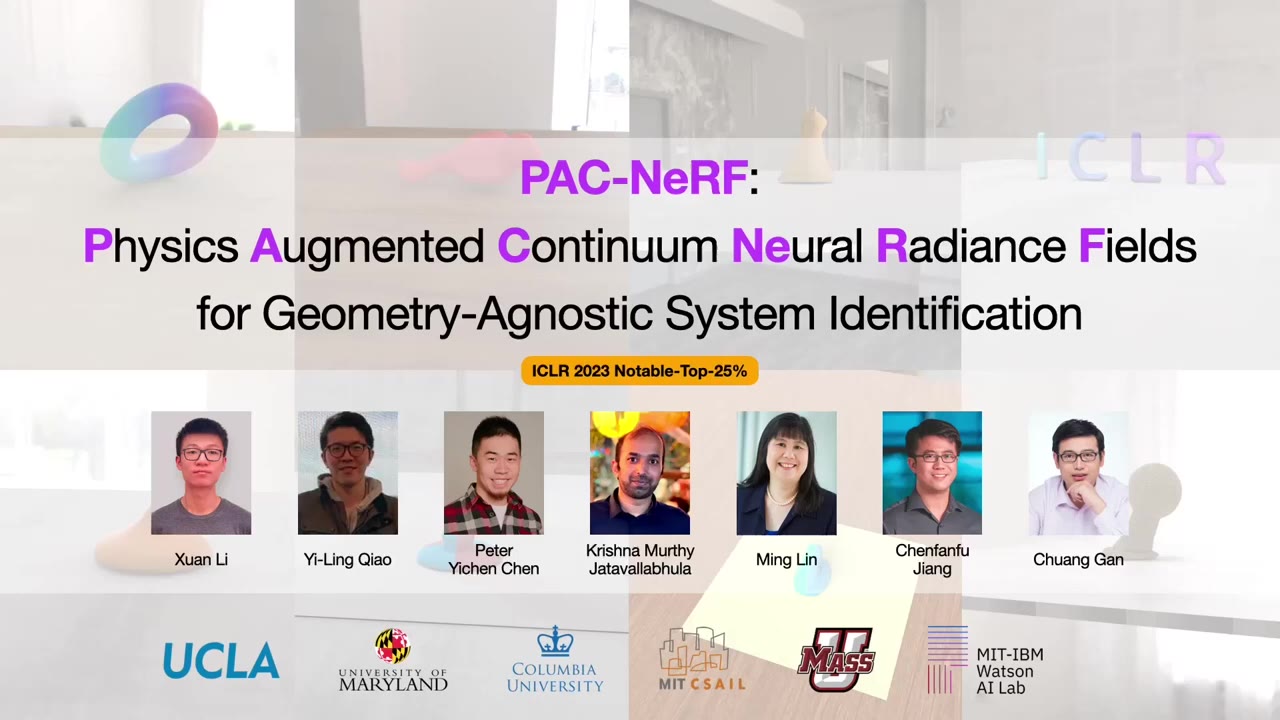 ICLR
PAC-NeRF:
Physics Augmented Continuum Neural Radiance Fields
for Geometry-Agnostic System Identification
ICLR 2023 Notable-Top-25%
Xuan Li
Yi-Ling Qiao
Peter
Yichen Chen
Krishna Murthy
Jatavallabhula
Ming Lin
Chenfanfu
Jiang
Chuang Gan
UCLA
UNIVERSITY OF
MARYLAND
COLUMBIA
UNIVERSITY
MIT CSAIL
U
MASS
MIT-IBM
Watson
AI Lab